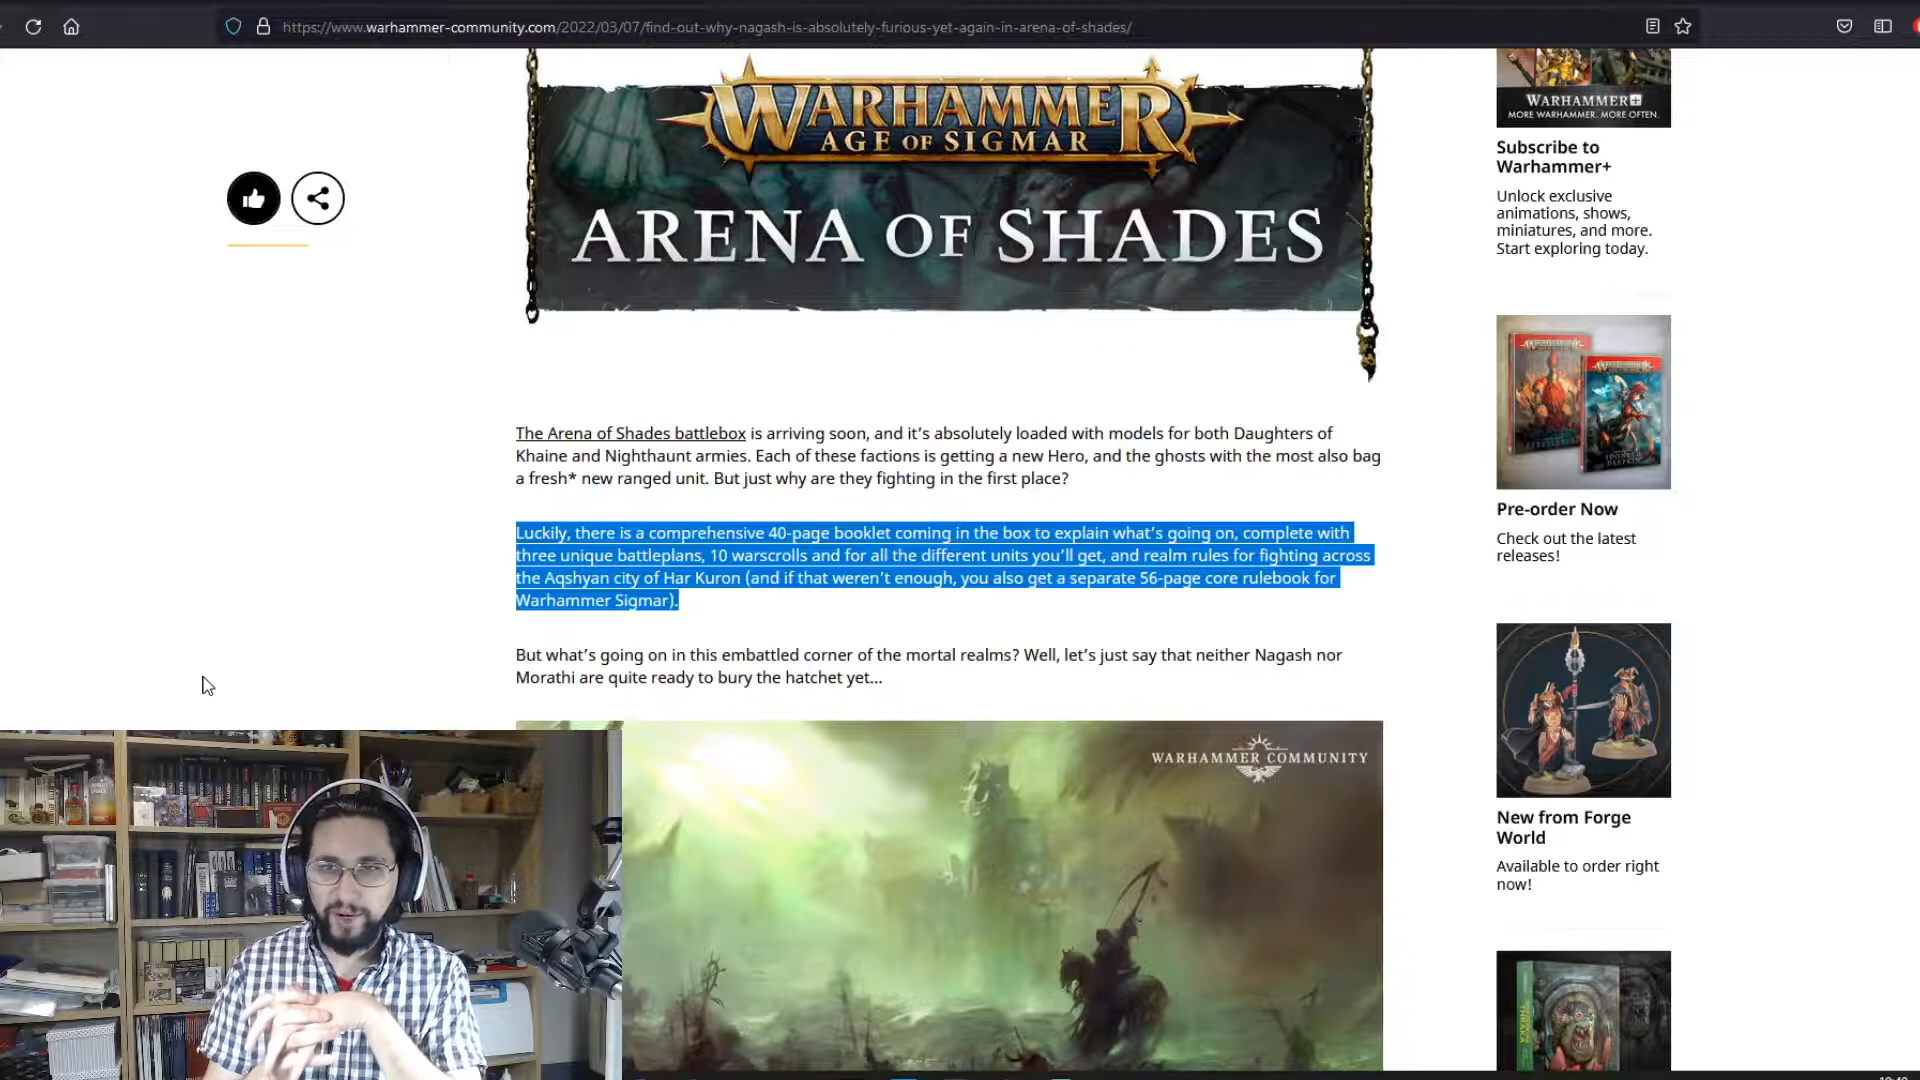 https://www.warhammer-community.com/2022/03/07/find-out-why-nagash-is-absolutely-furious-yet-again-in-arena-of-shades/
WARHAMMER
AGE OF SIGMAR
ARENA OF SHADES
The Arena of Shades battlebox is arriving soon, and it's absolutely loaded with models for both Daughters of
Khaine and Nighthaunt armies. Each of these factions is getting a new Hero, and the ghosts with the most also bag
a fresh* new ranged unit. But just why are they fighting in the first place?
Luckily, there is a comprehensive 40-page booklet coming in the box to explain what's going on, complete with
three unique battleplans, 10 warscrolls and for all the different units you'll get, and realm rules for fighting across
the Aqshyan city of Har Kuron (and if that weren't enough, you also get a separate 56-page core rulebook for
Warhammer Sigmar).
But what's going on in this embattled corner of the mortal realms? Well, let's just say that neither Nagash nor
Morathi are quite ready to bury the hatchet yet...
WARHAMMER COMMUNITY
WARHAMMER+
MORE WARHAMMER. MORE OFTEN.
Subscribe to
Warhammer+
Unlock exclusive
animations, shows,
miniatures, and more.
Start exploring today.
WARHAMMER
WARHAMMER
Pre-order Now
Check out the latest
releases!
New from Forge
World
Available to order right
now!